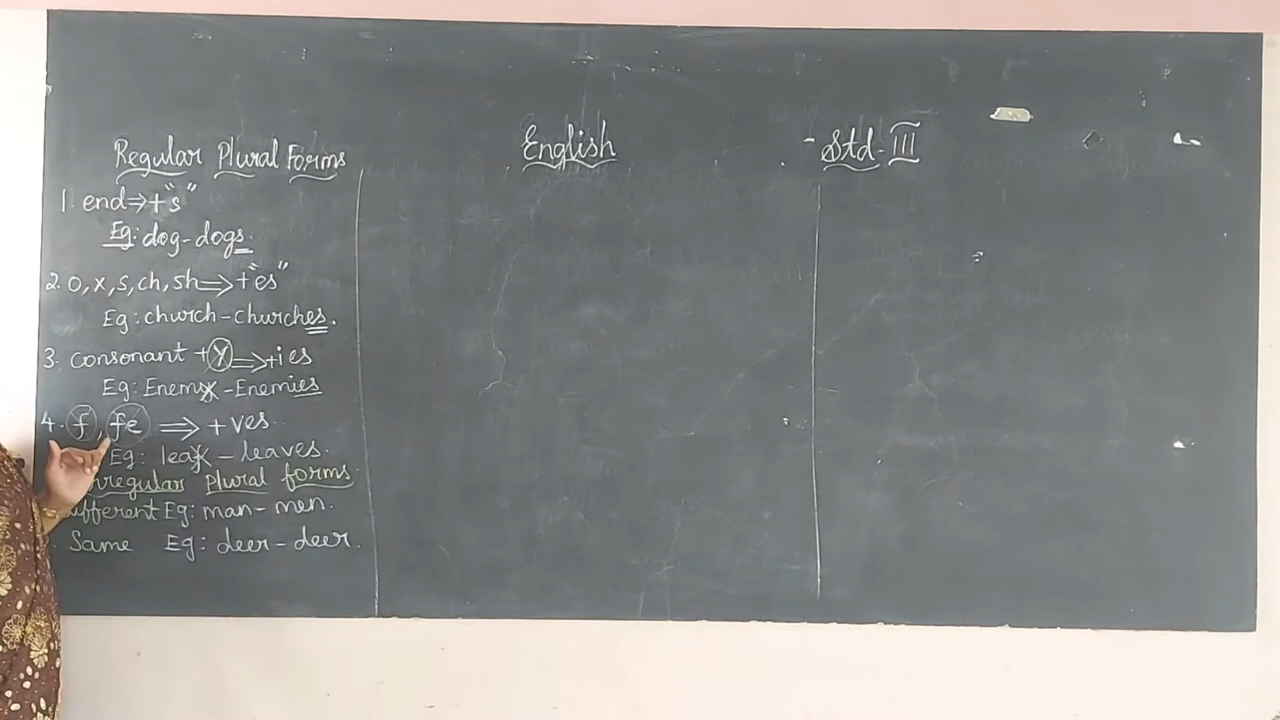 English
- Std - III
Regular Plural Forms
1. end⇒+"s"
Eg: dog - dogs.
2. o, x, s, ch, sh⇒+"es"
Eg: church - churches.
3. consonant + y ⇒+ies
Eg: Enemy - Enemies
4. f, fe ⇒ +ves.
Eg: leaf - leaves.
rregular plural forms
ifferent Eg: man - men.
Same Eg: deer - deer.